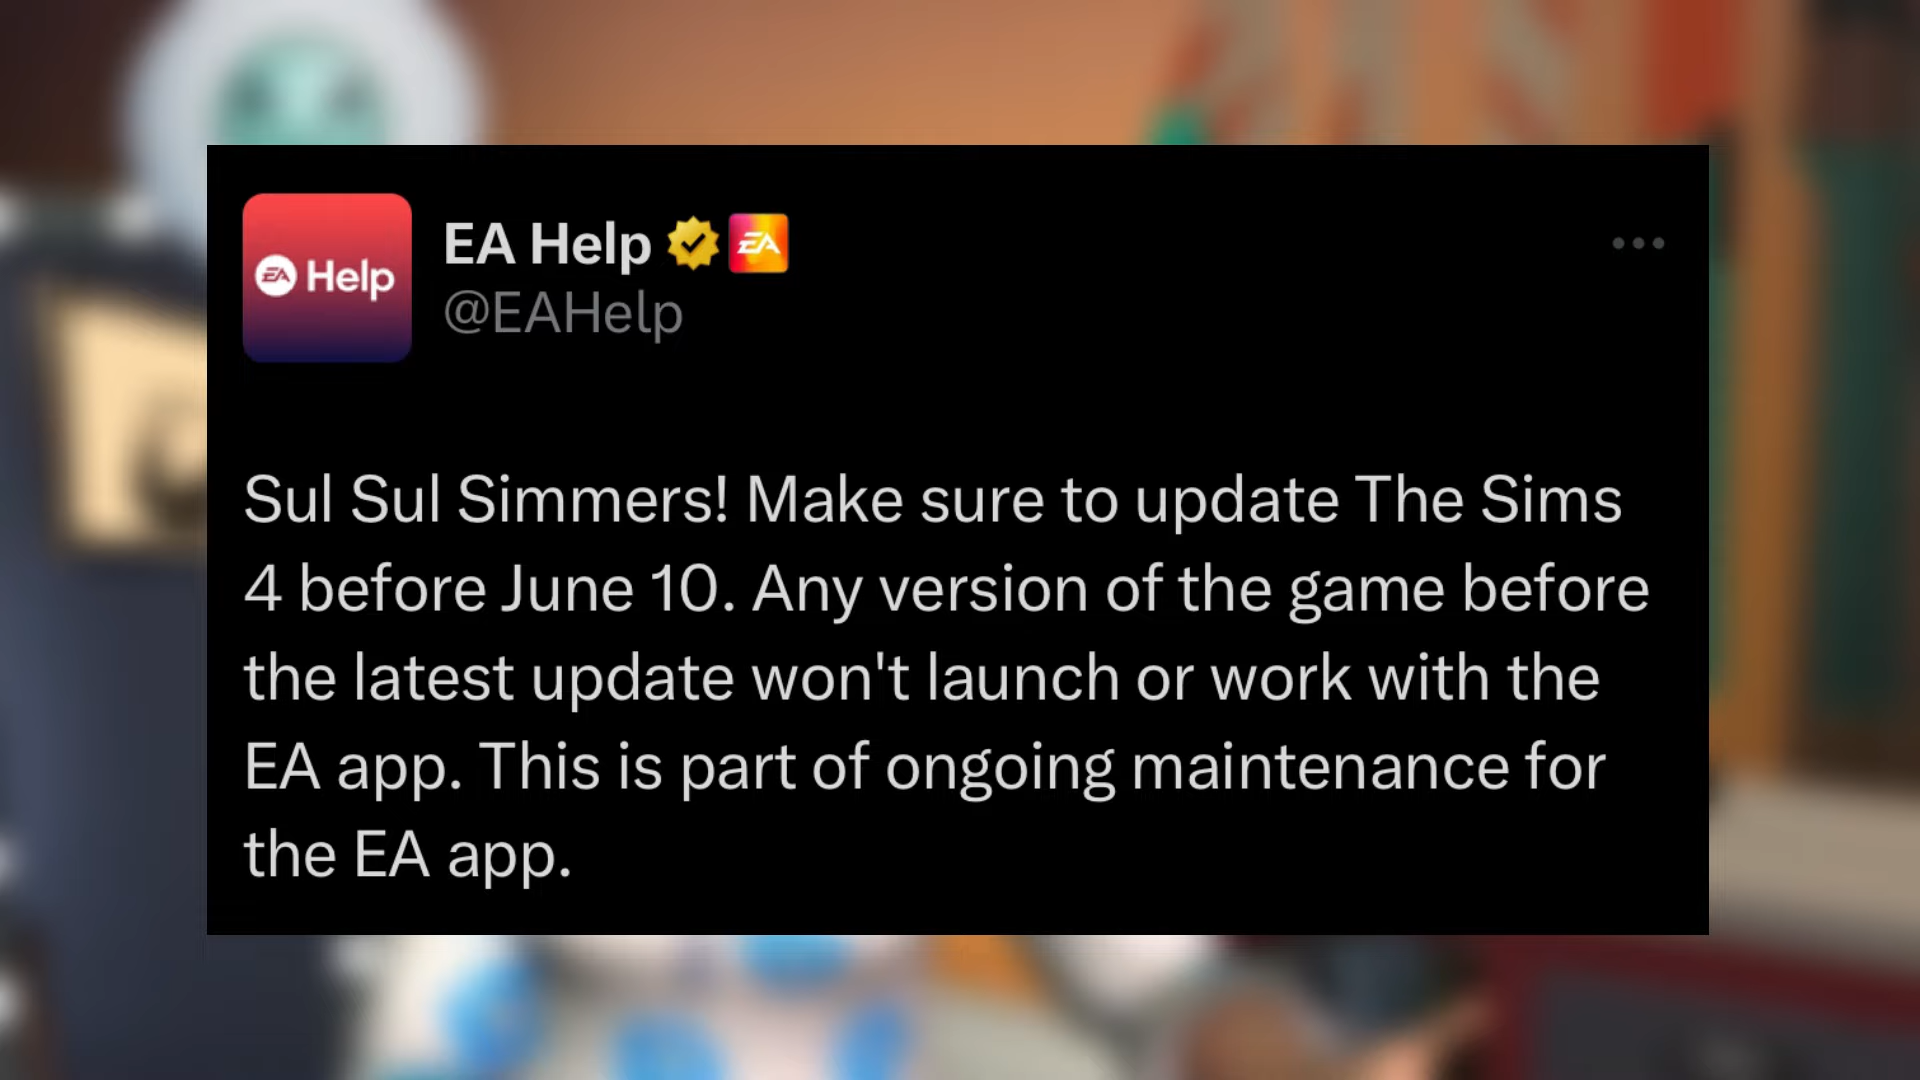 EA Help
EA Help EA
@EAHelp
Sul Sul Simmers! Make sure to update The Sims
4 before June 10. Any version of the game before
the latest update won't launch or work with the
EA app. This is part of ongoing maintenance for
the EA app.